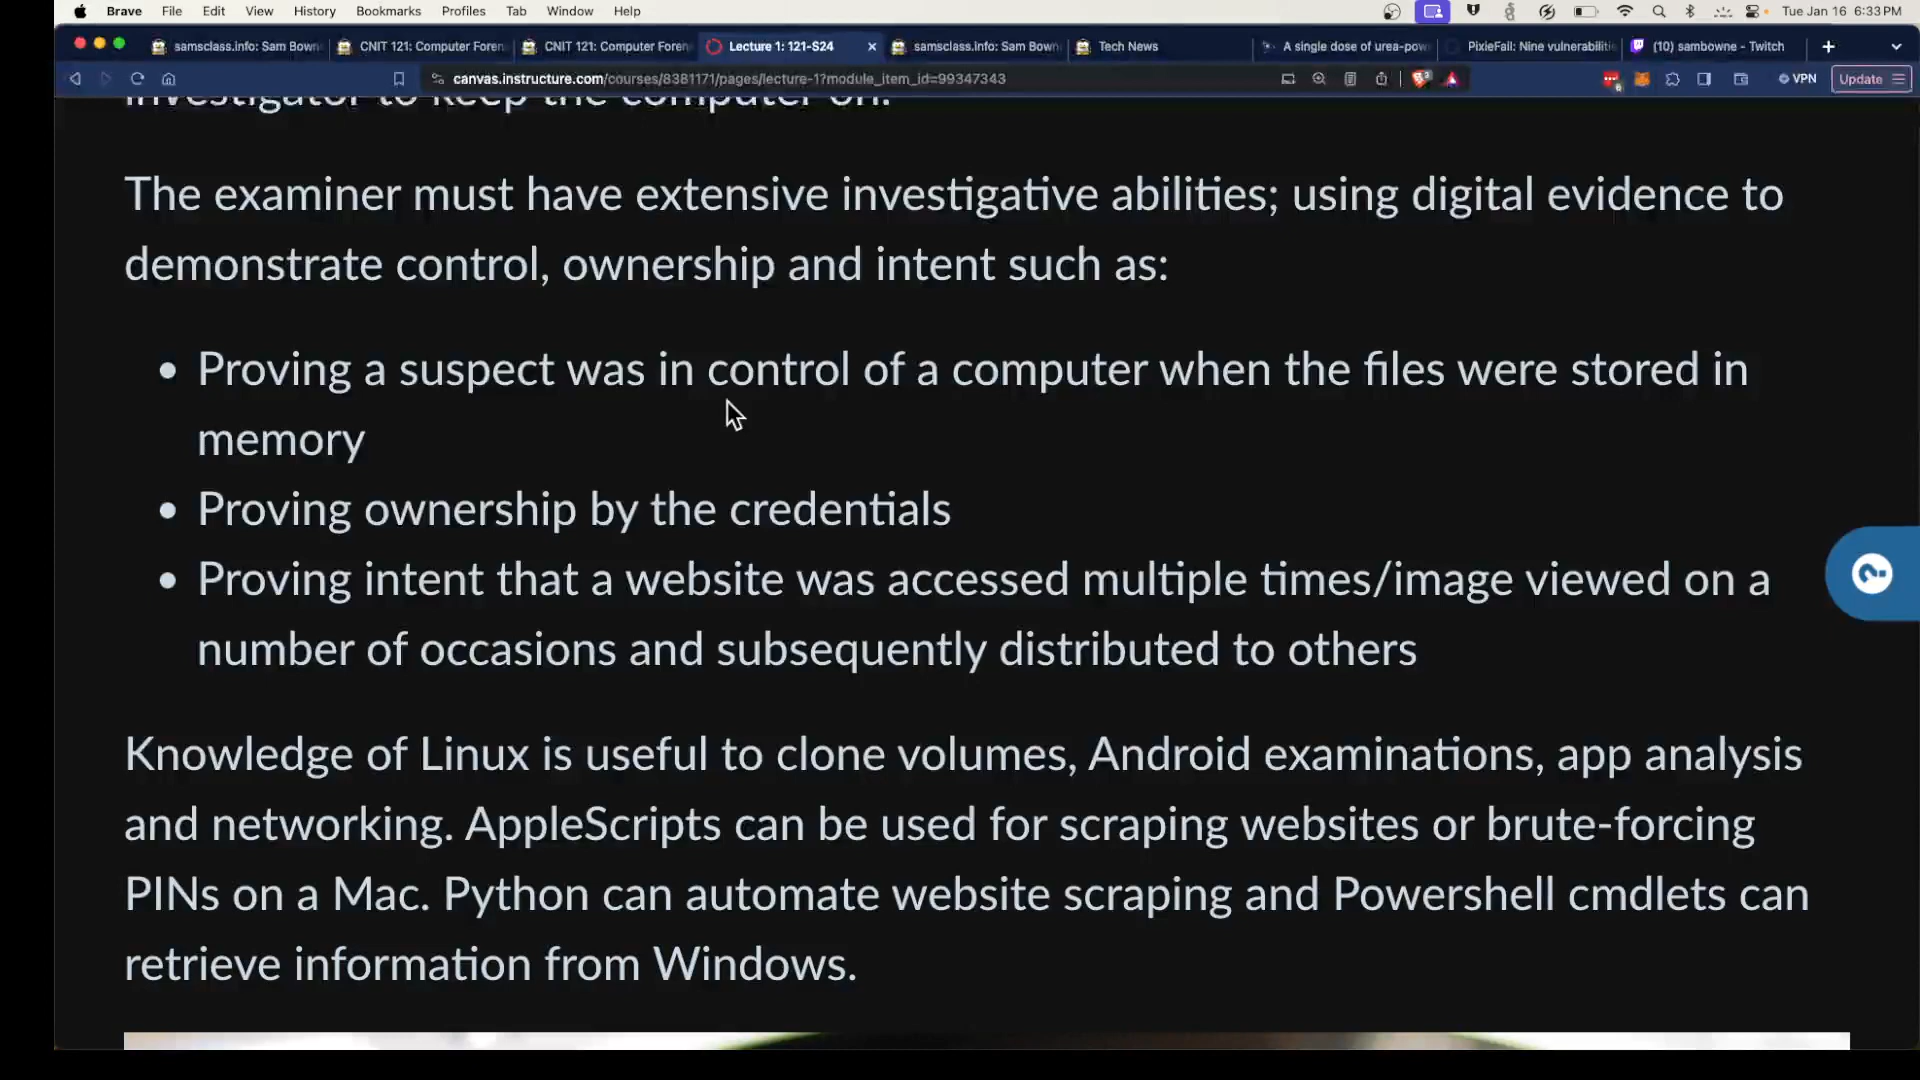 Brave File Edit View History Bookmarks Profiles Tab Window Help Tue Jan 16 6:33 PM
samsclass.info: Sam Bown CNIT 121: Computer Foren CNIT 121: Computer Foren Lecture 1: 121-S24 samsclass.info: Sam Bown Tech News A single dose of urea-pow PixieFail: Nine vulnerabiliti (10) sambowne - Twitch
canvas.instructure.com/courses/8381171/pages/lecture-1?module_item_id=99347343 VPN Update
investigator to keep the computer on.
The examiner must have extensive investigative abilities; using digital evidence to
demonstrate control, ownership and intent such as:
• Proving a suspect was in control of a computer when the files were stored in
memory
• Proving ownership by the credentials
• Proving intent that a website was accessed multiple times/image viewed on a
number of occasions and subsequently distributed to others
Knowledge of Linux is useful to clone volumes, Android examinations, app analysis
and networking. AppleScripts can be used for scraping websites or brute-forcing
PINs on a Mac. Python can automate website scraping and Powershell cmdlets can
retrieve information from Windows.